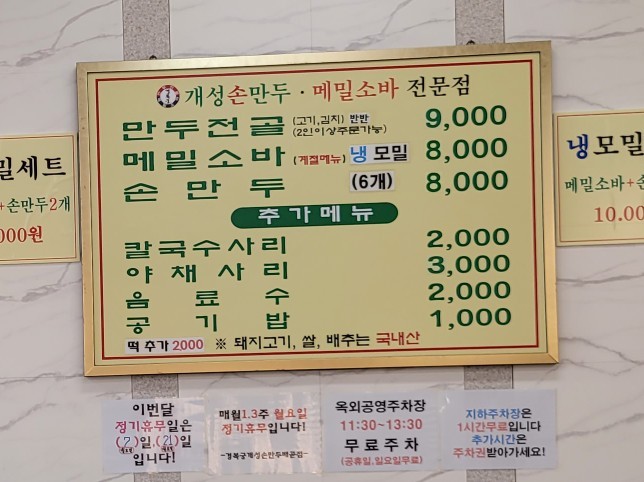 개성손만두 · 메밀소바 전문점
만두전골 (고기,김치) 반반 (2인이상주문가능) 9,000
메밀소바 (계절메뉴) 냉 모밀 8,000
손만두 (6개) 8,000
추가메뉴
칼국수사리 2,000
야채사리 3,000
음료수 2,000
공기밥 1,000
떡 추가 2000 ※ 돼지고기, 쌀, 배추는 국내산
밀세트
+손만두2개
000원
냉모밀
메밀소바+손
10.00
이번달
정기휴무일은
(7)일,(21)일
입니다!
매월1.3주 월요일
정기휴무입니다!
옥외공영주차장
11:30~13:30
무료주차
(공휴일,일요일무료)
지하주차장은
1시간무료입니다
추가시간은
주차권받아가세요!